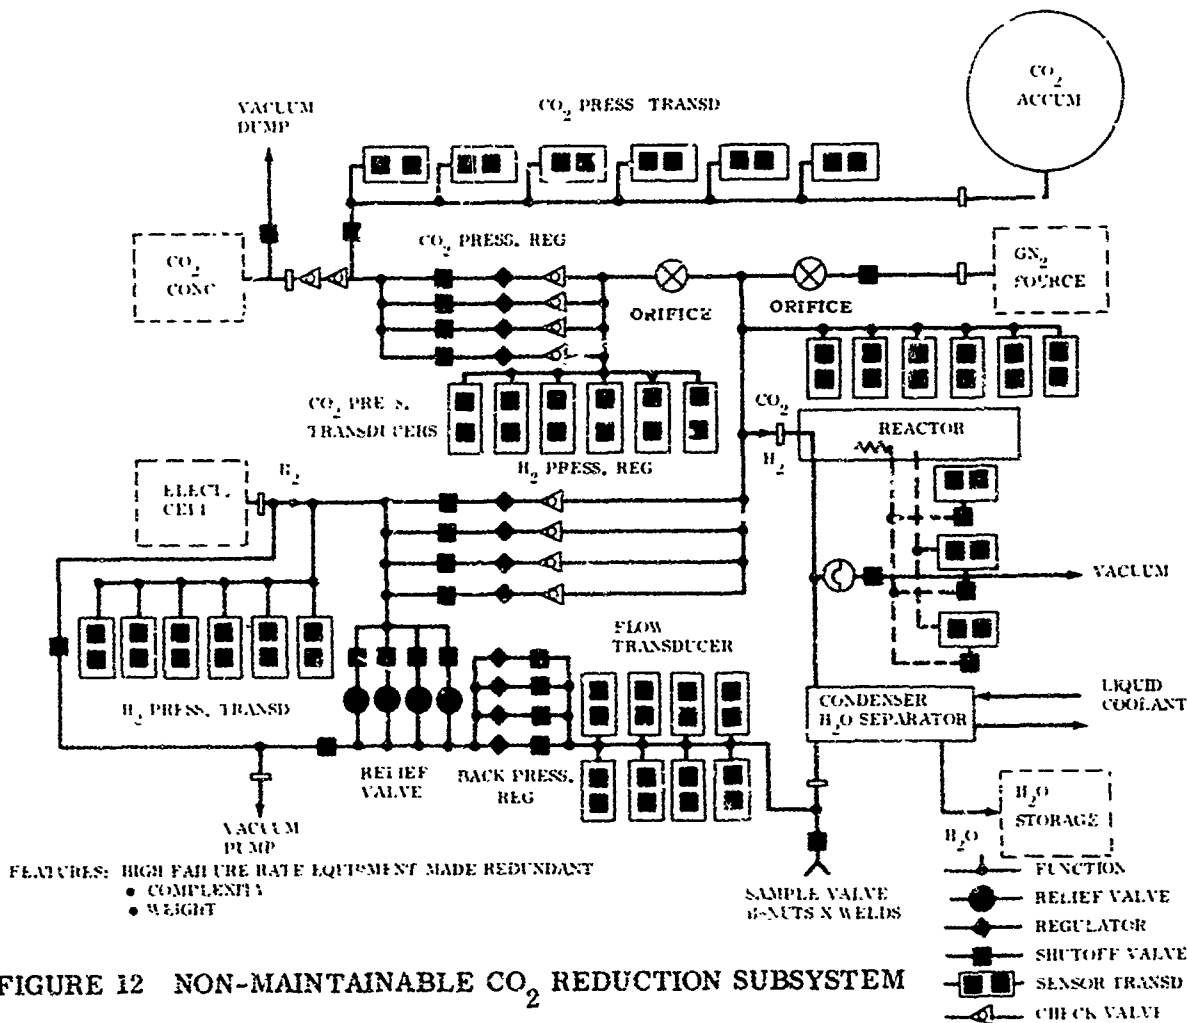 CO2
ACCUM
VACUUM
DUMP
CO2 PRESS TRANSD
CO2
CONC
CO2 PRESS. REG
ORIFICE
ORIFICE
GN2
SOURCE
CO2 PRES.
TRANSDUCERS
H2 PRESS. REG
CO2
H2
REACTOR
ELECT.
CELL
H2
VACUUM
H2 PRESS. TRANSD
FLOW
TRANSDUCER
CONDENSER
H2O SEPARATOR
LIQUID
COOLANT
RELIEF
VALVE
BACK PRESS.
REG
VACUUM
PUMP
H2O
STORAGE
H2O
FEATURES: HIGH FAILURE RATE EQUIPMENT MADE REDUNDANT
• COMPLEXITY
• WEIGHT
SAMPLE VALVE
B-NUTS X WELDS
FUNCTION
RELIEF VALVE
REGULATOR
SHUTOFF VALVE
SENSOR TRANSD
CHECK VALVE
FIGURE 12 NON-MAINTAINABLE CO2 REDUCTION SUBSYSTEM